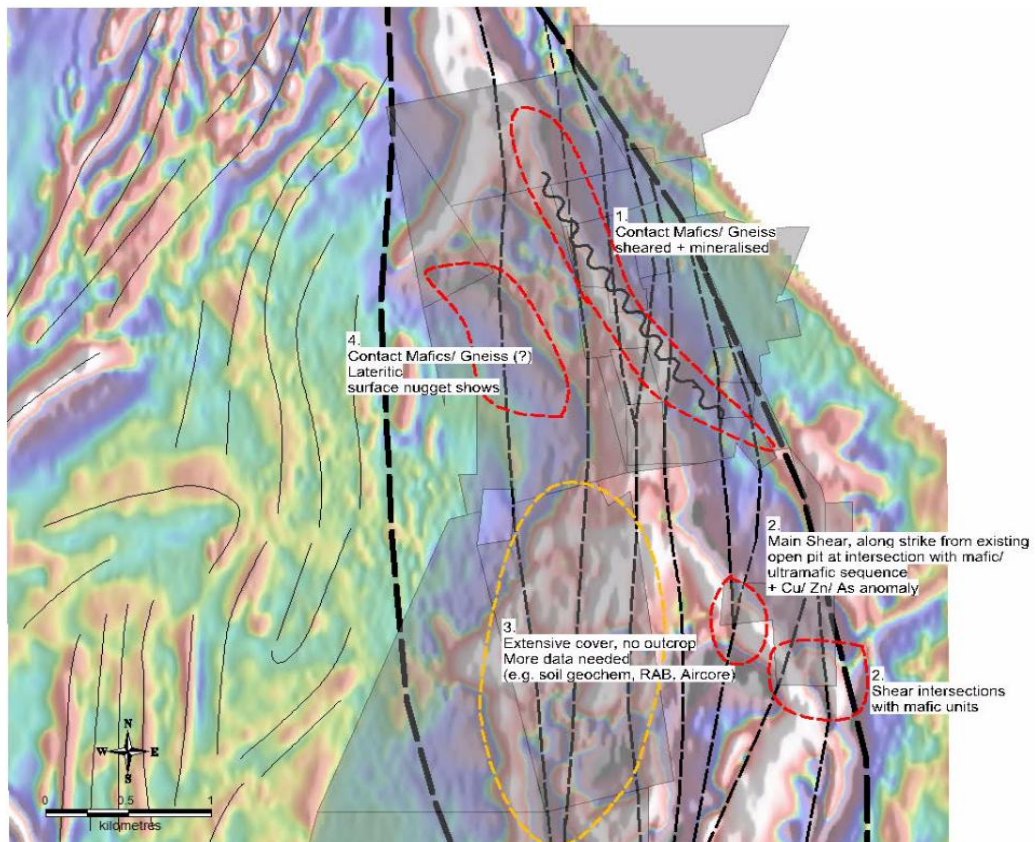 1.
Contact Mafics/ Gneiss
sheared + mineralised
4.
Contact Mafics/ Gneiss (?)
Lateritic
surface nugget shows
2.
Main Shear, along strike from existing
open pit at intersection with mafic/
ultramafic sequence
+ Cu/ Zn/ As anomaly
3.
Extensive cover, no outcrop
More data needed
(e.g. soil geochem, RAB, Aircore)
2.
Shear intersections
with mafic units
N
W E
S
0 0.5 1
kilometres